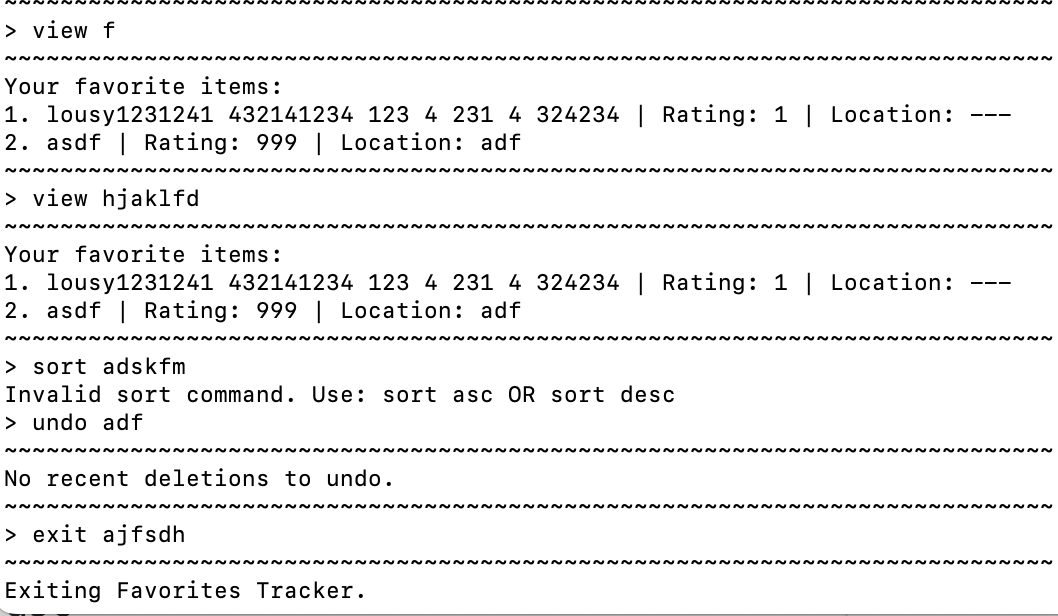 ~~~~~~~~~~~~~~~~~~~~~~~~~~~~~~~~~~~~~~~~~~~~~~~~~~~~~~~~~~~~~~~~~~~~~~~~~~~
> view f
~~~~~~~~~~~~~~~~~~~~~~~~~~~~~~~~~~~~~~~~~~~~~~~~~~~~~~~~~~~~~~~~~~~~~~~~~~~
Your favorite items:
1. lousy1231241 432141234 123 4 231 4 324234 | Rating: 1 | Location: ---
2. asdf | Rating: 999 | Location: adf
~~~~~~~~~~~~~~~~~~~~~~~~~~~~~~~~~~~~~~~~~~~~~~~~~~~~~~~~~~~~~~~~~~~~~~~~~~~
> view hjaklfd
~~~~~~~~~~~~~~~~~~~~~~~~~~~~~~~~~~~~~~~~~~~~~~~~~~~~~~~~~~~~~~~~~~~~~~~~~~~
Your favorite items:
1. lousy1231241 432141234 123 4 231 4 324234 | Rating: 1 | Location: ---
2. asdf | Rating: 999 | Location: adf
~~~~~~~~~~~~~~~~~~~~~~~~~~~~~~~~~~~~~~~~~~~~~~~~~~~~~~~~~~~~~~~~~~~~~~~~~~~
> sort adskfm
Invalid sort command. Use: sort asc OR sort desc
> undo adf
~~~~~~~~~~~~~~~~~~~~~~~~~~~~~~~~~~~~~~~~~~~~~~~~~~~~~~~~~~~~~~~~~~~~~~~~~~~
No recent deletions to undo.
~~~~~~~~~~~~~~~~~~~~~~~~~~~~~~~~~~~~~~~~~~~~~~~~~~~~~~~~~~~~~~~~~~~~~~~~~~~
> exit ajfsdh
~~~~~~~~~~~~~~~~~~~~~~~~~~~~~~~~~~~~~~~~~~~~~~~~~~~~~~~~~~~~~~~~~~~~~~~~~~~
Exiting Favorites Tracker.